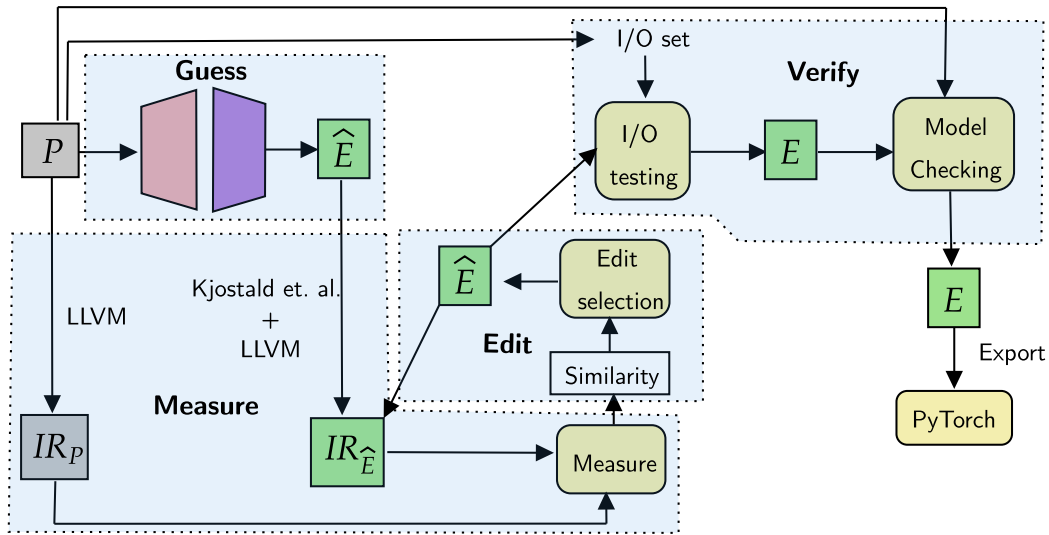 Guess
P
Ê
I/O set
Verify
I/O
testing
E
Model
Checking
LLVM
Kjostald et. al.
+
LLVM
Measure
Ê
Edit
selection
Edit
Similarity
E
Export
PyTorch
IR_P
IR_Ê
Measure